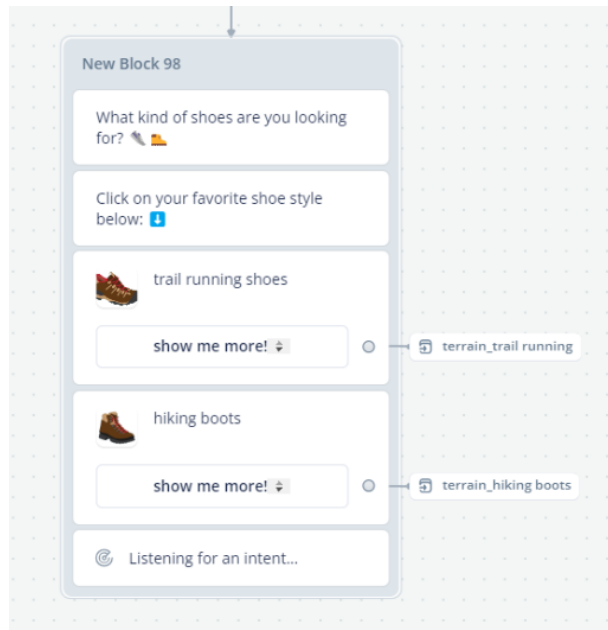 New Block 98
What kind of shoes are you looking
for? 👟 🥾
Click on your favorite shoe style
below: ⬇️
trail running shoes
show me more!
terrain_trail running
hiking boots
show me more!
terrain_hiking boots
Listening for an intent...